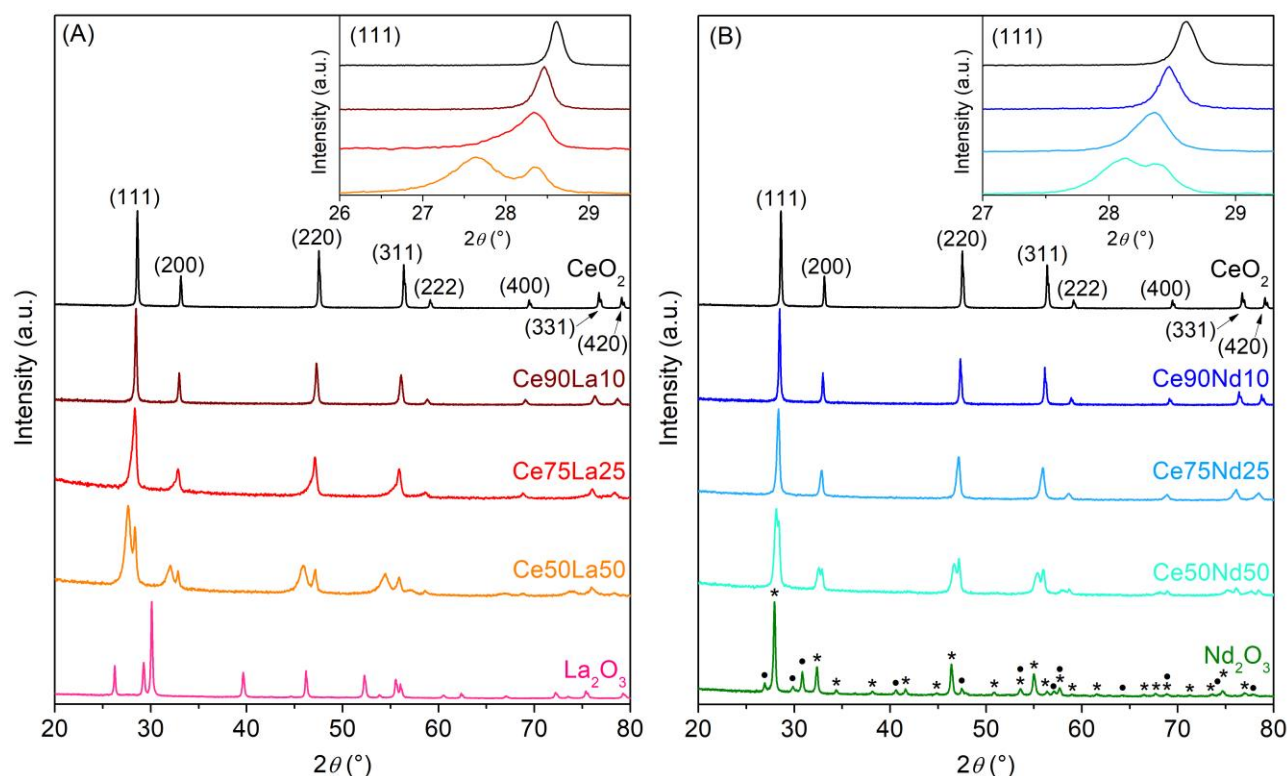 (A)
(111)
Intensity (a.u.)
26 27 28 29
2θ (°)
(111)
(200)
(220)
(311)
(222)
(400)
CeO2
(331)
(420)
Ce90La10
Ce75La25
Ce50La50
La2O3
Intensity (a.u.)
20 30 40 50 60 70 80
2θ (°)
(B)
(111)
Intensity (a.u.)
27 28 29
2θ (°)
(111)
(200)
(220)
(311)
(222)
(400)
CeO2
(331)
(420)
Ce90Nd10
Ce75Nd25
Ce50Nd50
Nd2O3
Intensity (a.u.)
20 30 40 50 60 70 80
2θ (°)